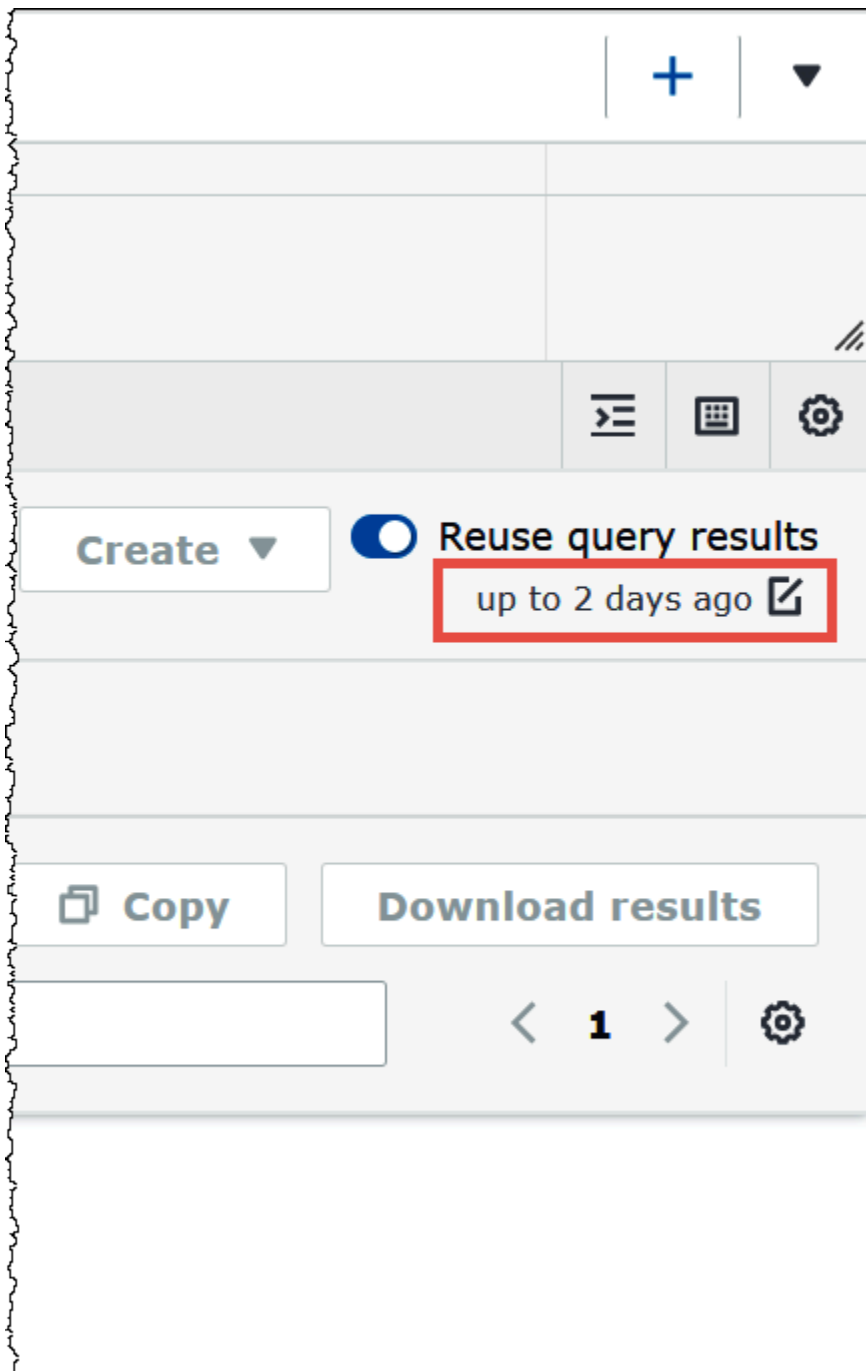 Create
Reuse query results
up to 2 days ago
Copy
Download results
1